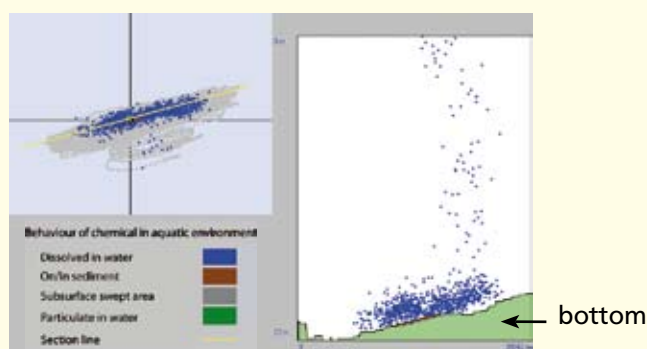 Behaviour of chemical in aquatic environment
Dissolved in water
On/In sediment
Subsurface swept area
Particulate in water
Section line
bottom